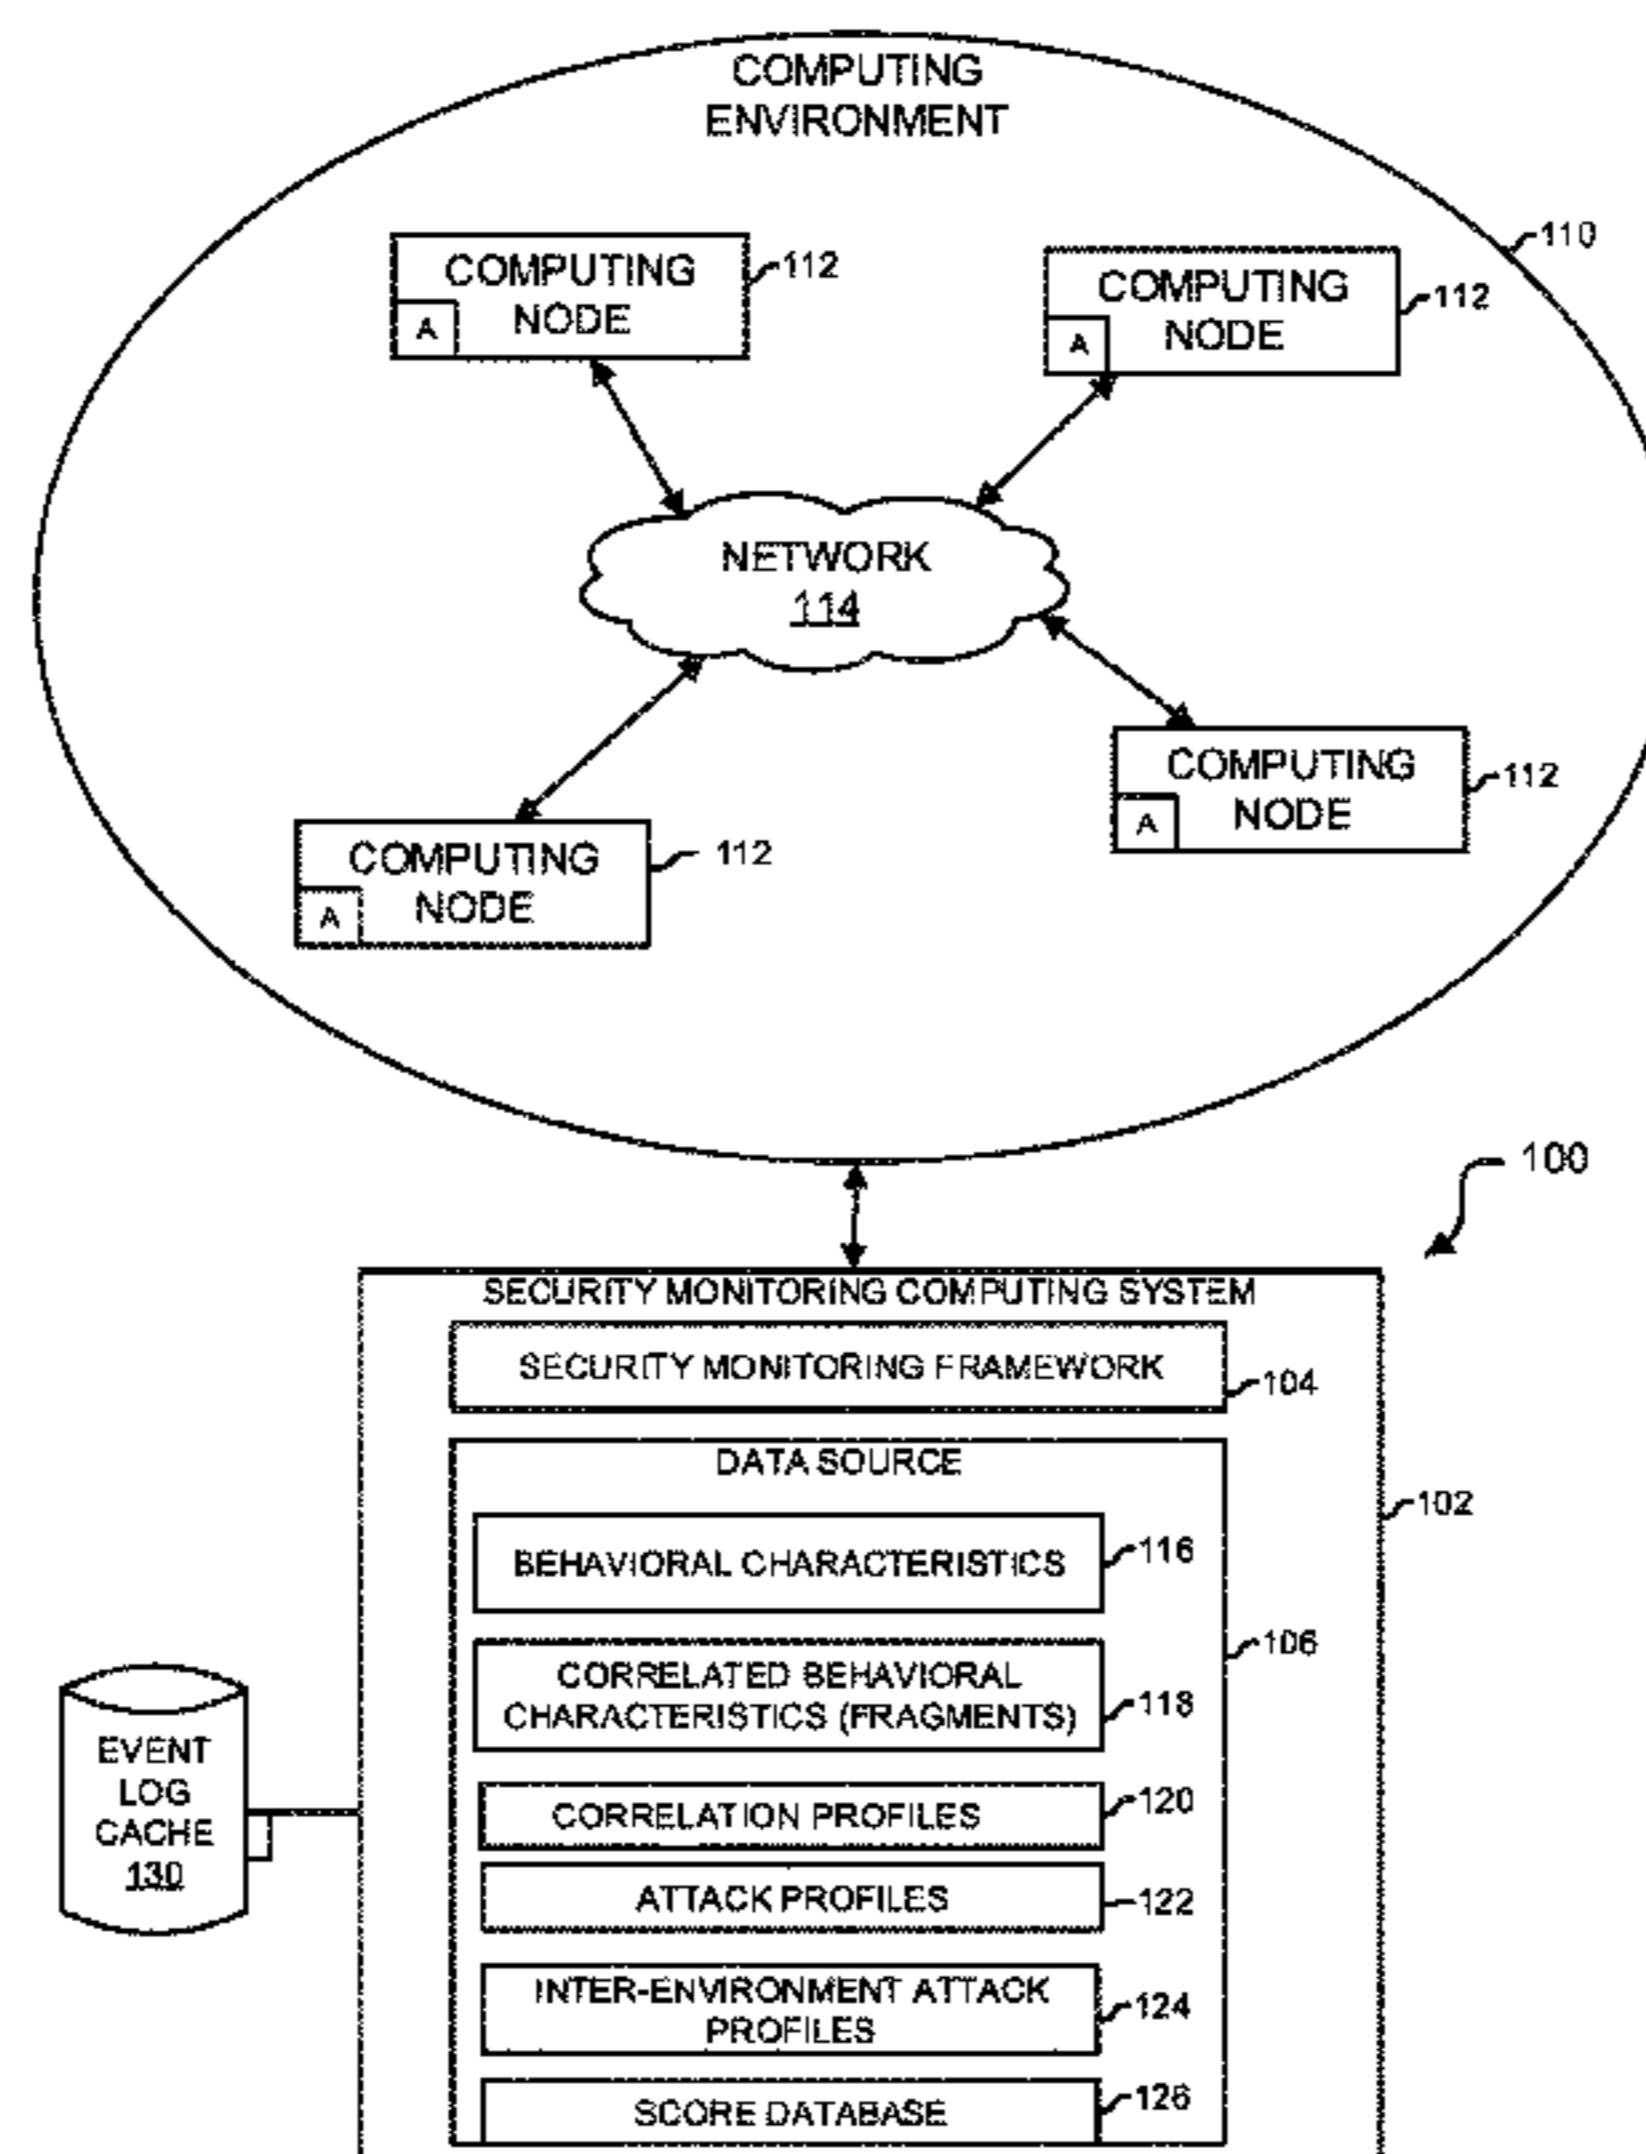 COMPUTING
ENVIRONMENT
110
COMPUTING
NODE
A
112
COMPUTING
NODE
A
112
NETWORK
114
COMPUTING
NODE
A
112
COMPUTING
NODE
A
112
100
SECURITY MONITORING COMPUTING SYSTEM
SECURITY MONITORING FRAMEWORK
104
DATA SOURCE
102
BEHAVIORAL CHARACTERISTICS
116
106
CORRELATED BEHAVIORAL
CHARACTERISTICS (FRAGMENTS)
118
EVENT
LOG
CACHE
130
CORRELATION PROFILES
120
ATTACK PROFILES
122
INTER-ENVIRONMENT ATTACK
PROFILES
124
SCORE DATABASE
126